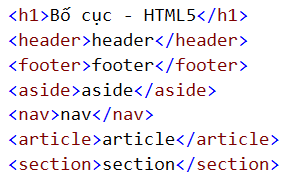 <h1>Bố cục - HTML5</h1>
<header>header</header>
<footer>footer</footer>
<aside>aside</aside>
<nav>nav</nav>
<article>article</article>
<section>section</section>